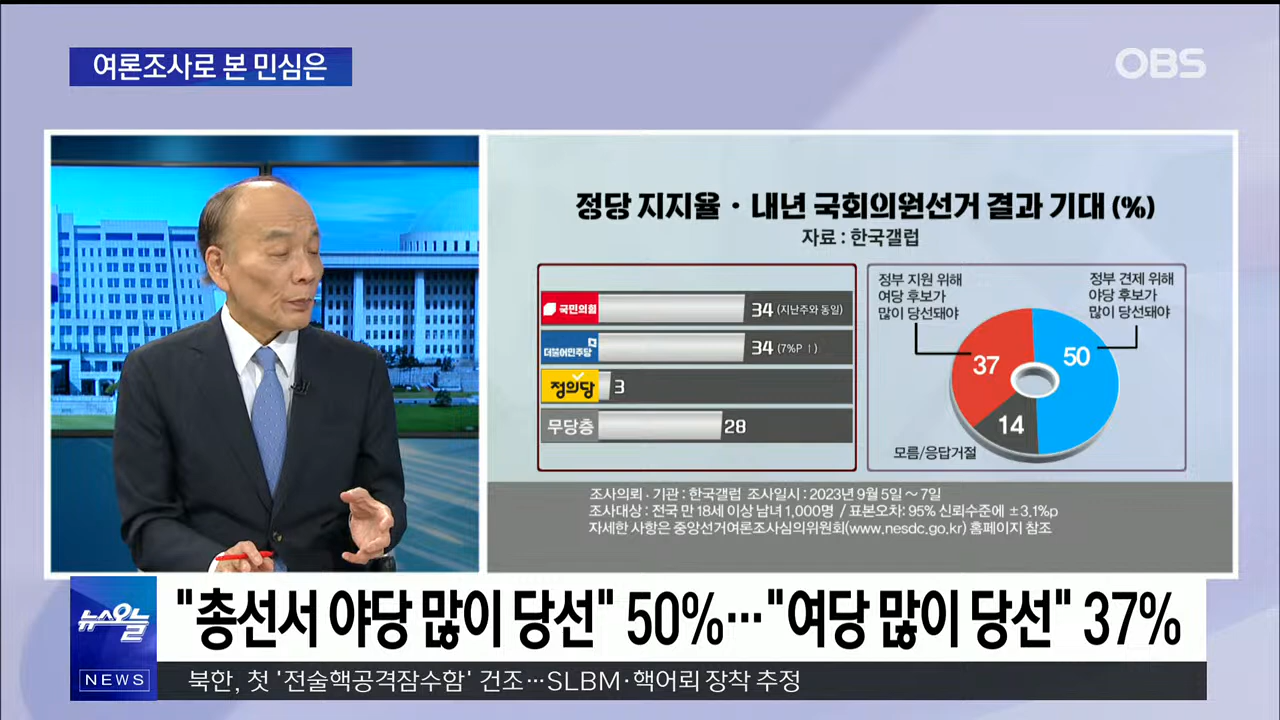 여론조사로 본 민심은
OBS
정당 지지율 · 내년 국회의원선거 결과 기대 (%)
자료 : 한국갤럽
국민의힘 34 (지난주와 동일)
더불어민주당 34 (7%P ↑)
정의당 3
무당층 28
정부 지원 위해
여당 후보가
많이 당선돼야
37
정부 견제 위해
야당 후보가
많이 당선돼야
50
14
모름/응답거절
조사의뢰 · 기관 : 한국갤럽 조사일시 : 2023년 9월 5일 ~ 7일
조사대상 : 전국 만 18세 이상 남녀 1,000명 / 표본오차: 95% 신뢰수준에 ±3.1%p
자세한 사항은 중앙선거여론조사심의위원회(www.nesdc.go.kr) 홈페이지 참조
뉴스오늘
NEWS
"총선서 야당 많이 당선" 50%…"여당 많이 당선" 37%
북한, 첫 '전술핵공격잠수함' 건조…SLBM·핵어뢰 장착 추정